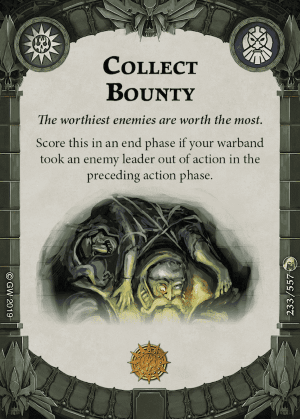 COLLECT
BOUNTY
The worthiest enemies are worth the most.
Score this in an end phase if your warband
took an enemy leader out of action in the
preceding action phase.
© GW 2019
233/557